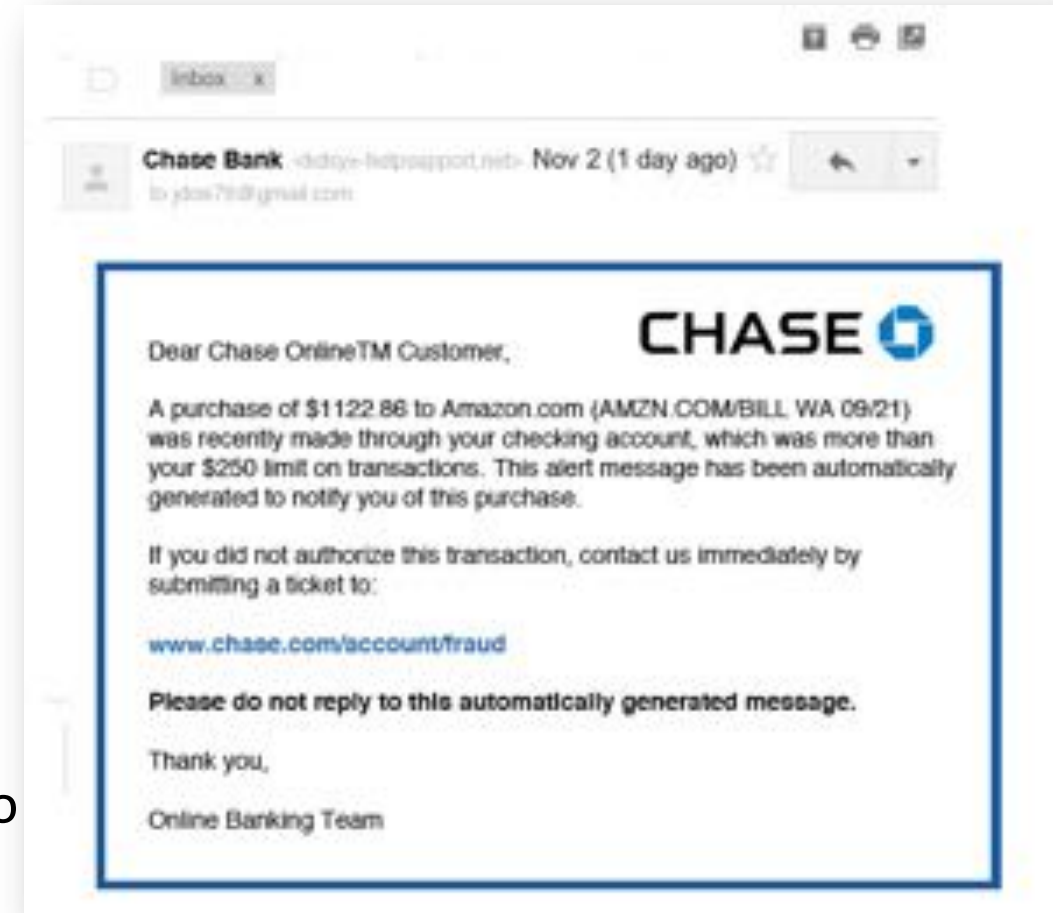 Inbox x
Chase Bank Nov 2 (1 day ago)
to @gmail.com
CHASE
Dear Chase OnlineTM Customer,
A purchase of $1122.86 to Amazon.com (AMZN.COM/BILL WA 09/21)
was recently made through your checking account, which was more than
your $250 limit on transactions. This alert message has been automatically
generated to notify you of this purchase.
If you did not authorize this transaction, contact us immediately by
submitting a ticket to:
www.chase.com/account/fraud
Please do not reply to this automatically generated message.
Thank you,
Online Banking Team
o